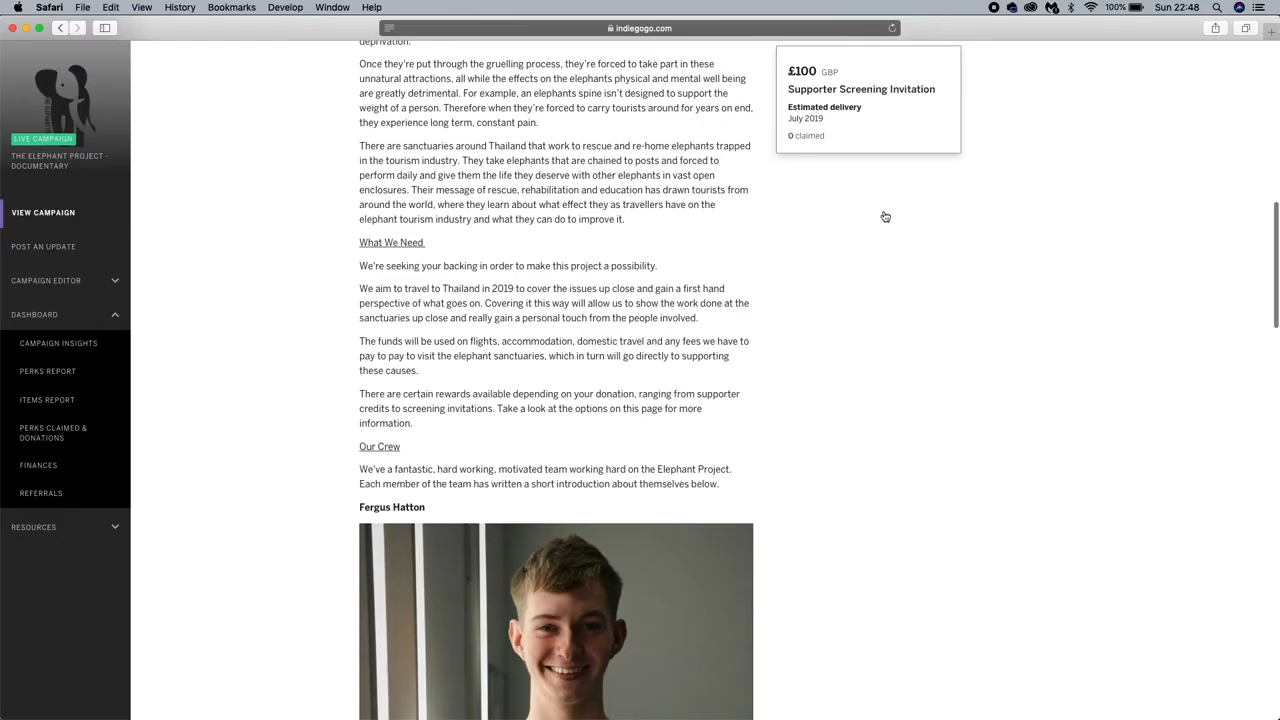 Safari File Edit View History Bookmarks Develop Window Help
100% Sun 22:48
indiegogo.com
LIVE CAMPAIGN
THE ELEPHANT PROJECT -
DOCUMENTARY
VIEW CAMPAIGN
POST AN UPDATE
CAMPAIGN EDITOR
DASHBOARD
CAMPAIGN INSIGHTS
PERKS REPORT
ITEMS REPORT
PERKS CLAIMED &
DONATIONS
FINANCES
REFERRALS
RESOURCES
deprivation.
Once they're put through the gruelling process, they're forced to take part in these
unnatural attractions, all while the effects on the elephants physical and mental well being
are greatly detrimental. For example, an elephants spine isn't designed to support the
weight of a person. Therefore when they're forced to carry tourists around for years on end,
they experience long term, constant pain.
There are sanctuaries around Thailand that work to rescue and re-home elephants trapped
in the tourism industry. They take elephants that are chained to posts and forced to
perform daily and give them the life they deserve with other elephants in vast open
enclosures. Their message of rescue, rehabilitation and education has drawn tourists from
around the world, where they learn about what effect they as travellers have on the
elephant tourism industry and what they can do to improve it.
What We Need
We're seeking your backing in order to make this project a possibility.
We aim to travel to Thailand in 2019 to cover the issues up close and gain a first hand
perspective of what goes on. Covering it this way will allow us to show the work done at the
sanctuaries up close and really gain a personal touch from the people involved.
The funds will be used on flights, accommodation, domestic travel and any fees we have to
pay to pay to visit the elephant sanctuaries, which in turn will go directly to supporting
these causes.
There are certain rewards available depending on your donation, ranging from supporter
credits to screening invitations. Take a look at the options on this page for more
information.
Our Crew
We've a fantastic, hard working, motivated team working hard on the Elephant Project.
Each member of the team has written a short introduction about themselves below.
Fergus Hatton
£100 GBP
Supporter Screening Invitation
Estimated delivery
July 2019
0 claimed